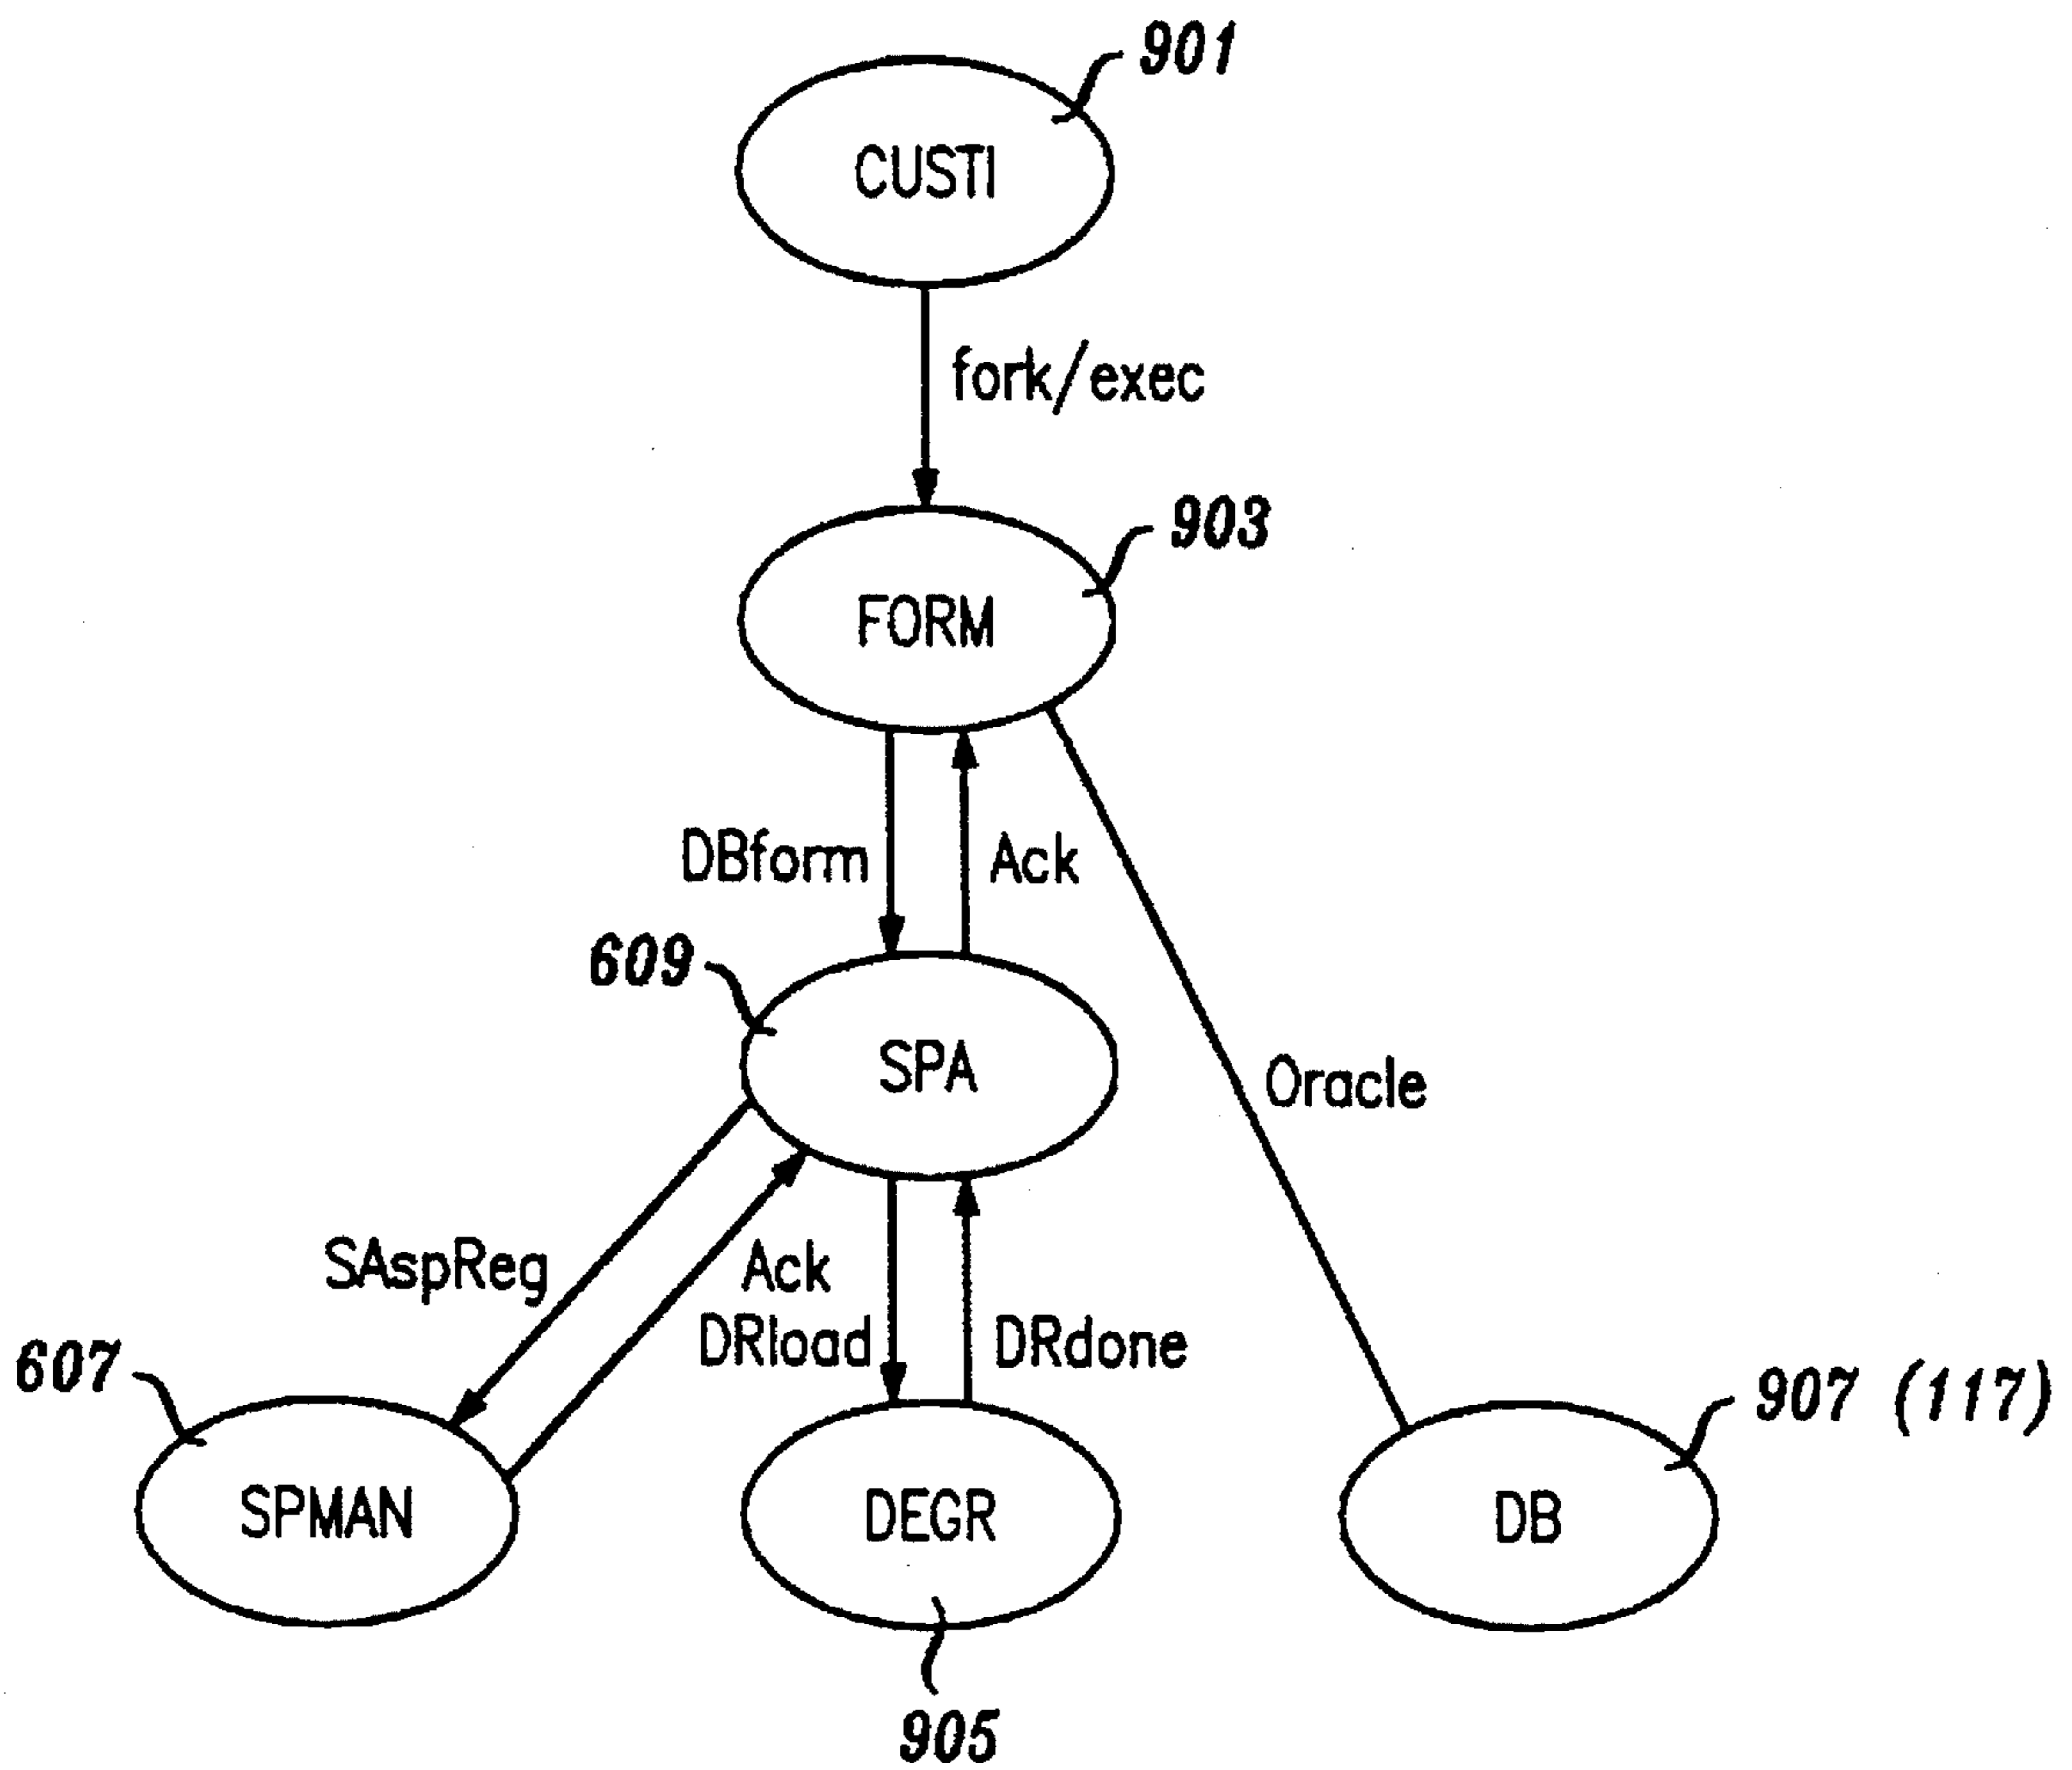 901
CUSTI
fork/exec
903
FORM
DBform
Ack
609
SPA
Oracle
SAspReg
Ack
DRload
DRdone
607
907 (117)
SPMAN
DEGR
DB
905